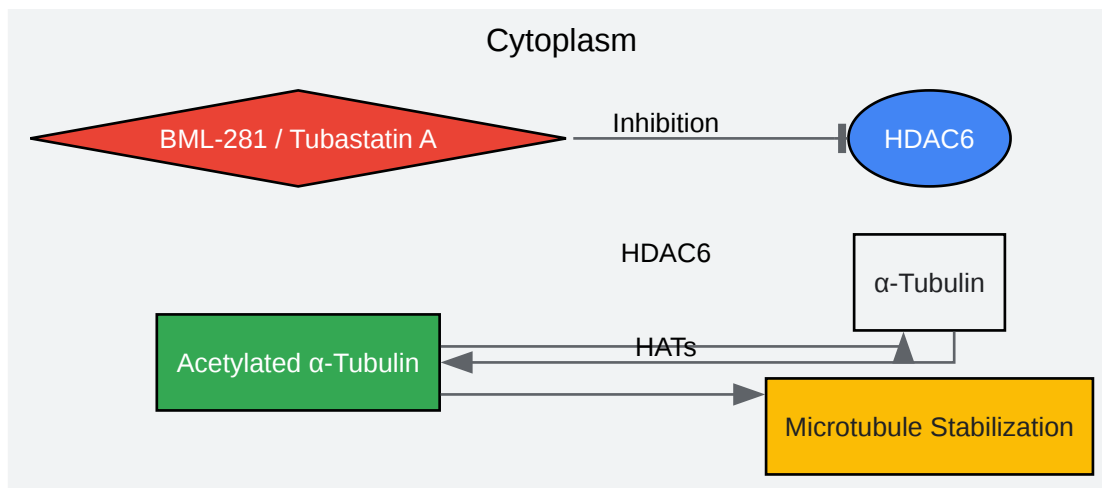 Cytoplasm
BML-281 / Tubastatin A
Inhibition
HDAC6
HDAC6
α-Tubulin
Acetylated α-Tubulin
HATs
Microtubule Stabilization